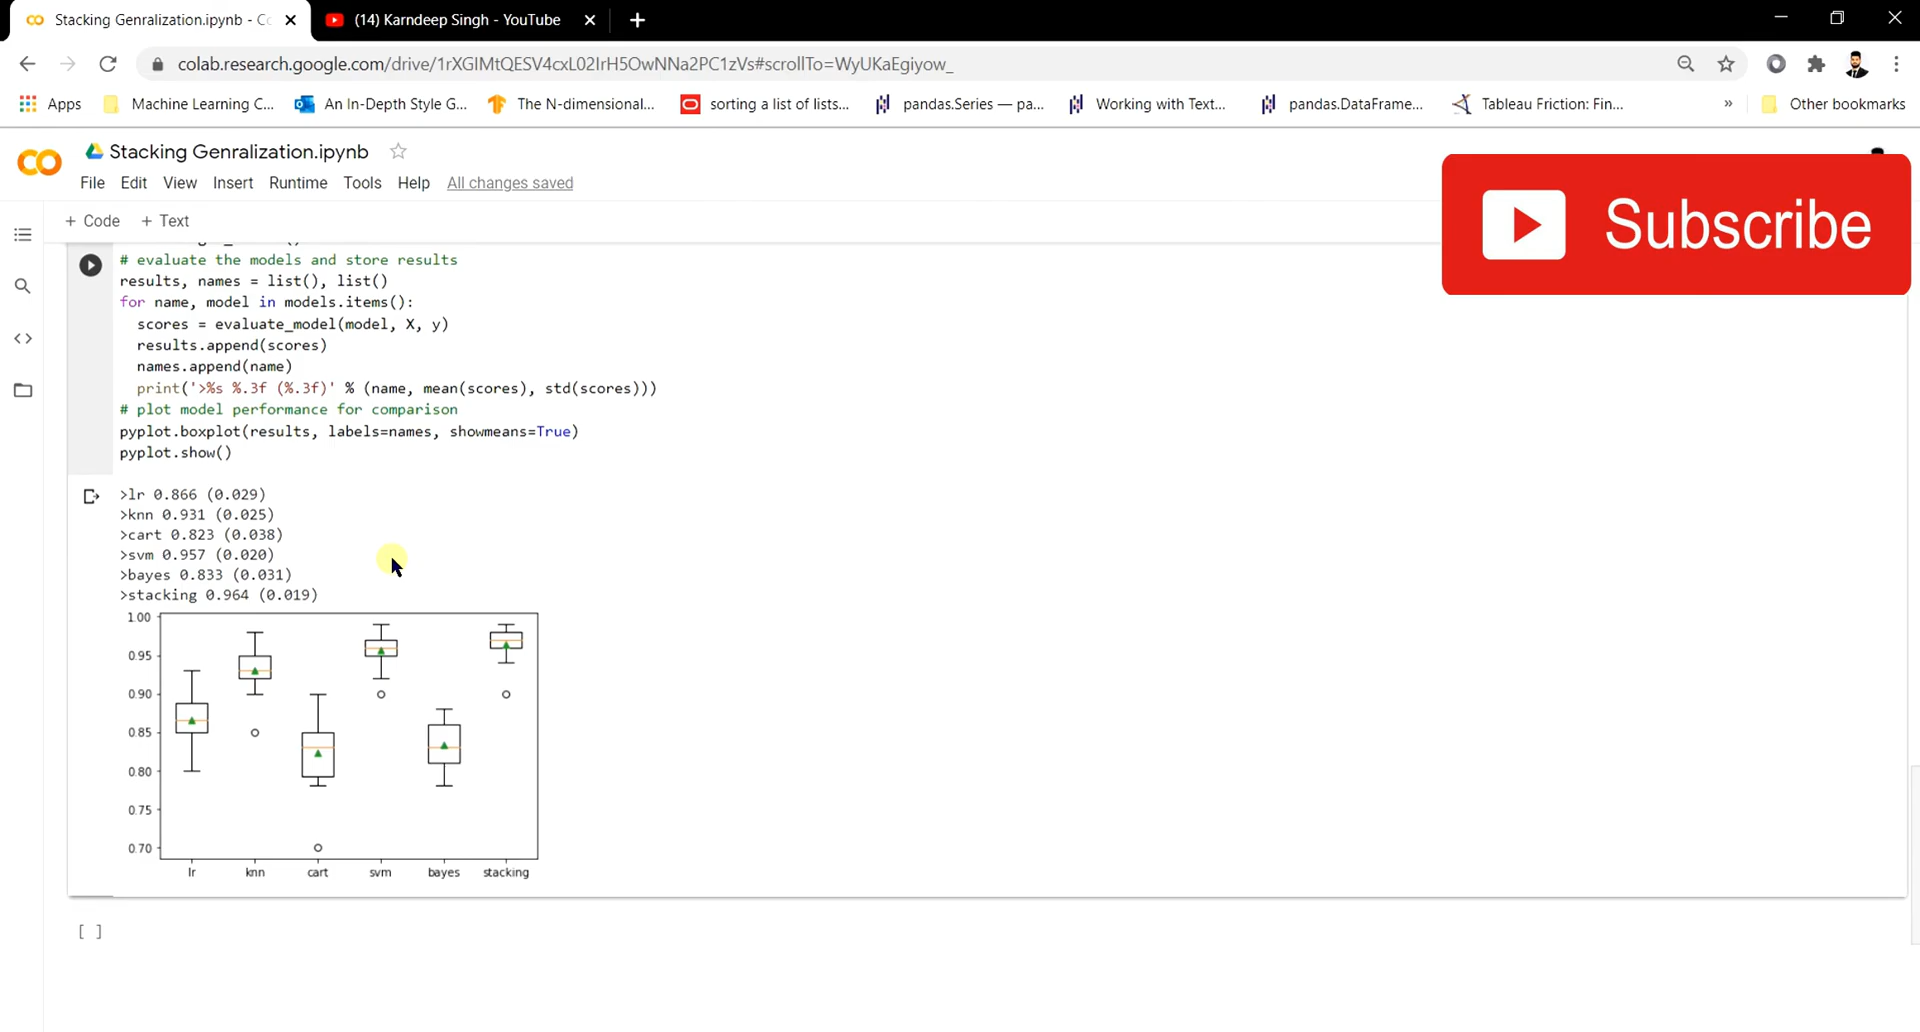 Stacking Genralization.ipynb - Co
(14) Karndeep Singh - YouTube
colab.research.google.com/drive/1rXGIMtQESV4cxL02IrH5OwNNa2PC1zVs#scrollTo=WyUKaEgiyow_
Apps Machine Learning C... An In-Depth Style G... The N-dimensional... sorting a list of lists... pandas.Series — pa... Working with Text... pandas.DataFrame... Tableau Friction: Fin... » Other bookmarks
CO Stacking Genralization.ipynb
File Edit View Insert Runtime Tools Help All changes saved
Subscribe
+ Code + Text
# evaluate the models and store results
results, names = list(), list()
for name, model in models.items():
scores = evaluate_model(model, X, y)
results.append(scores)
names.append(name)
print('>%s %.3f (%.3f)' % (name, mean(scores), std(scores)))
# plot model performance for comparison
pyplot.boxplot(results, labels=names, showmeans=True)
pyplot.show()
>lr 0.866 (0.029)
>knn 0.931 (0.025)
>cart 0.823 (0.038)
>svm 0.957 (0.020)
>bayes 0.833 (0.031)
>stacking 0.964 (0.019)
1.00
0.95
0.90
0.85
0.80
0.75
0.70
lr knn cart svm bayes stacking
[ ]